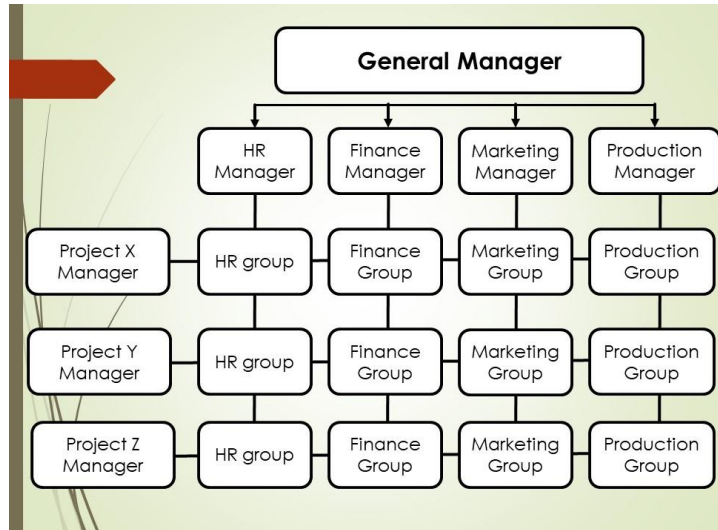 General Manager
HR
Manager
Finance
Manager
Marketing
Manager
Production
Manager
Project X
Manager
HR group
Finance
Group
Marketing
Group
Production
Group
Project Y
Manager
HR group
Finance
Group
Marketing
Group
Production
Group
Project Z
Manager
HR group
Finance
Group
Marketing
Group
Production
Group